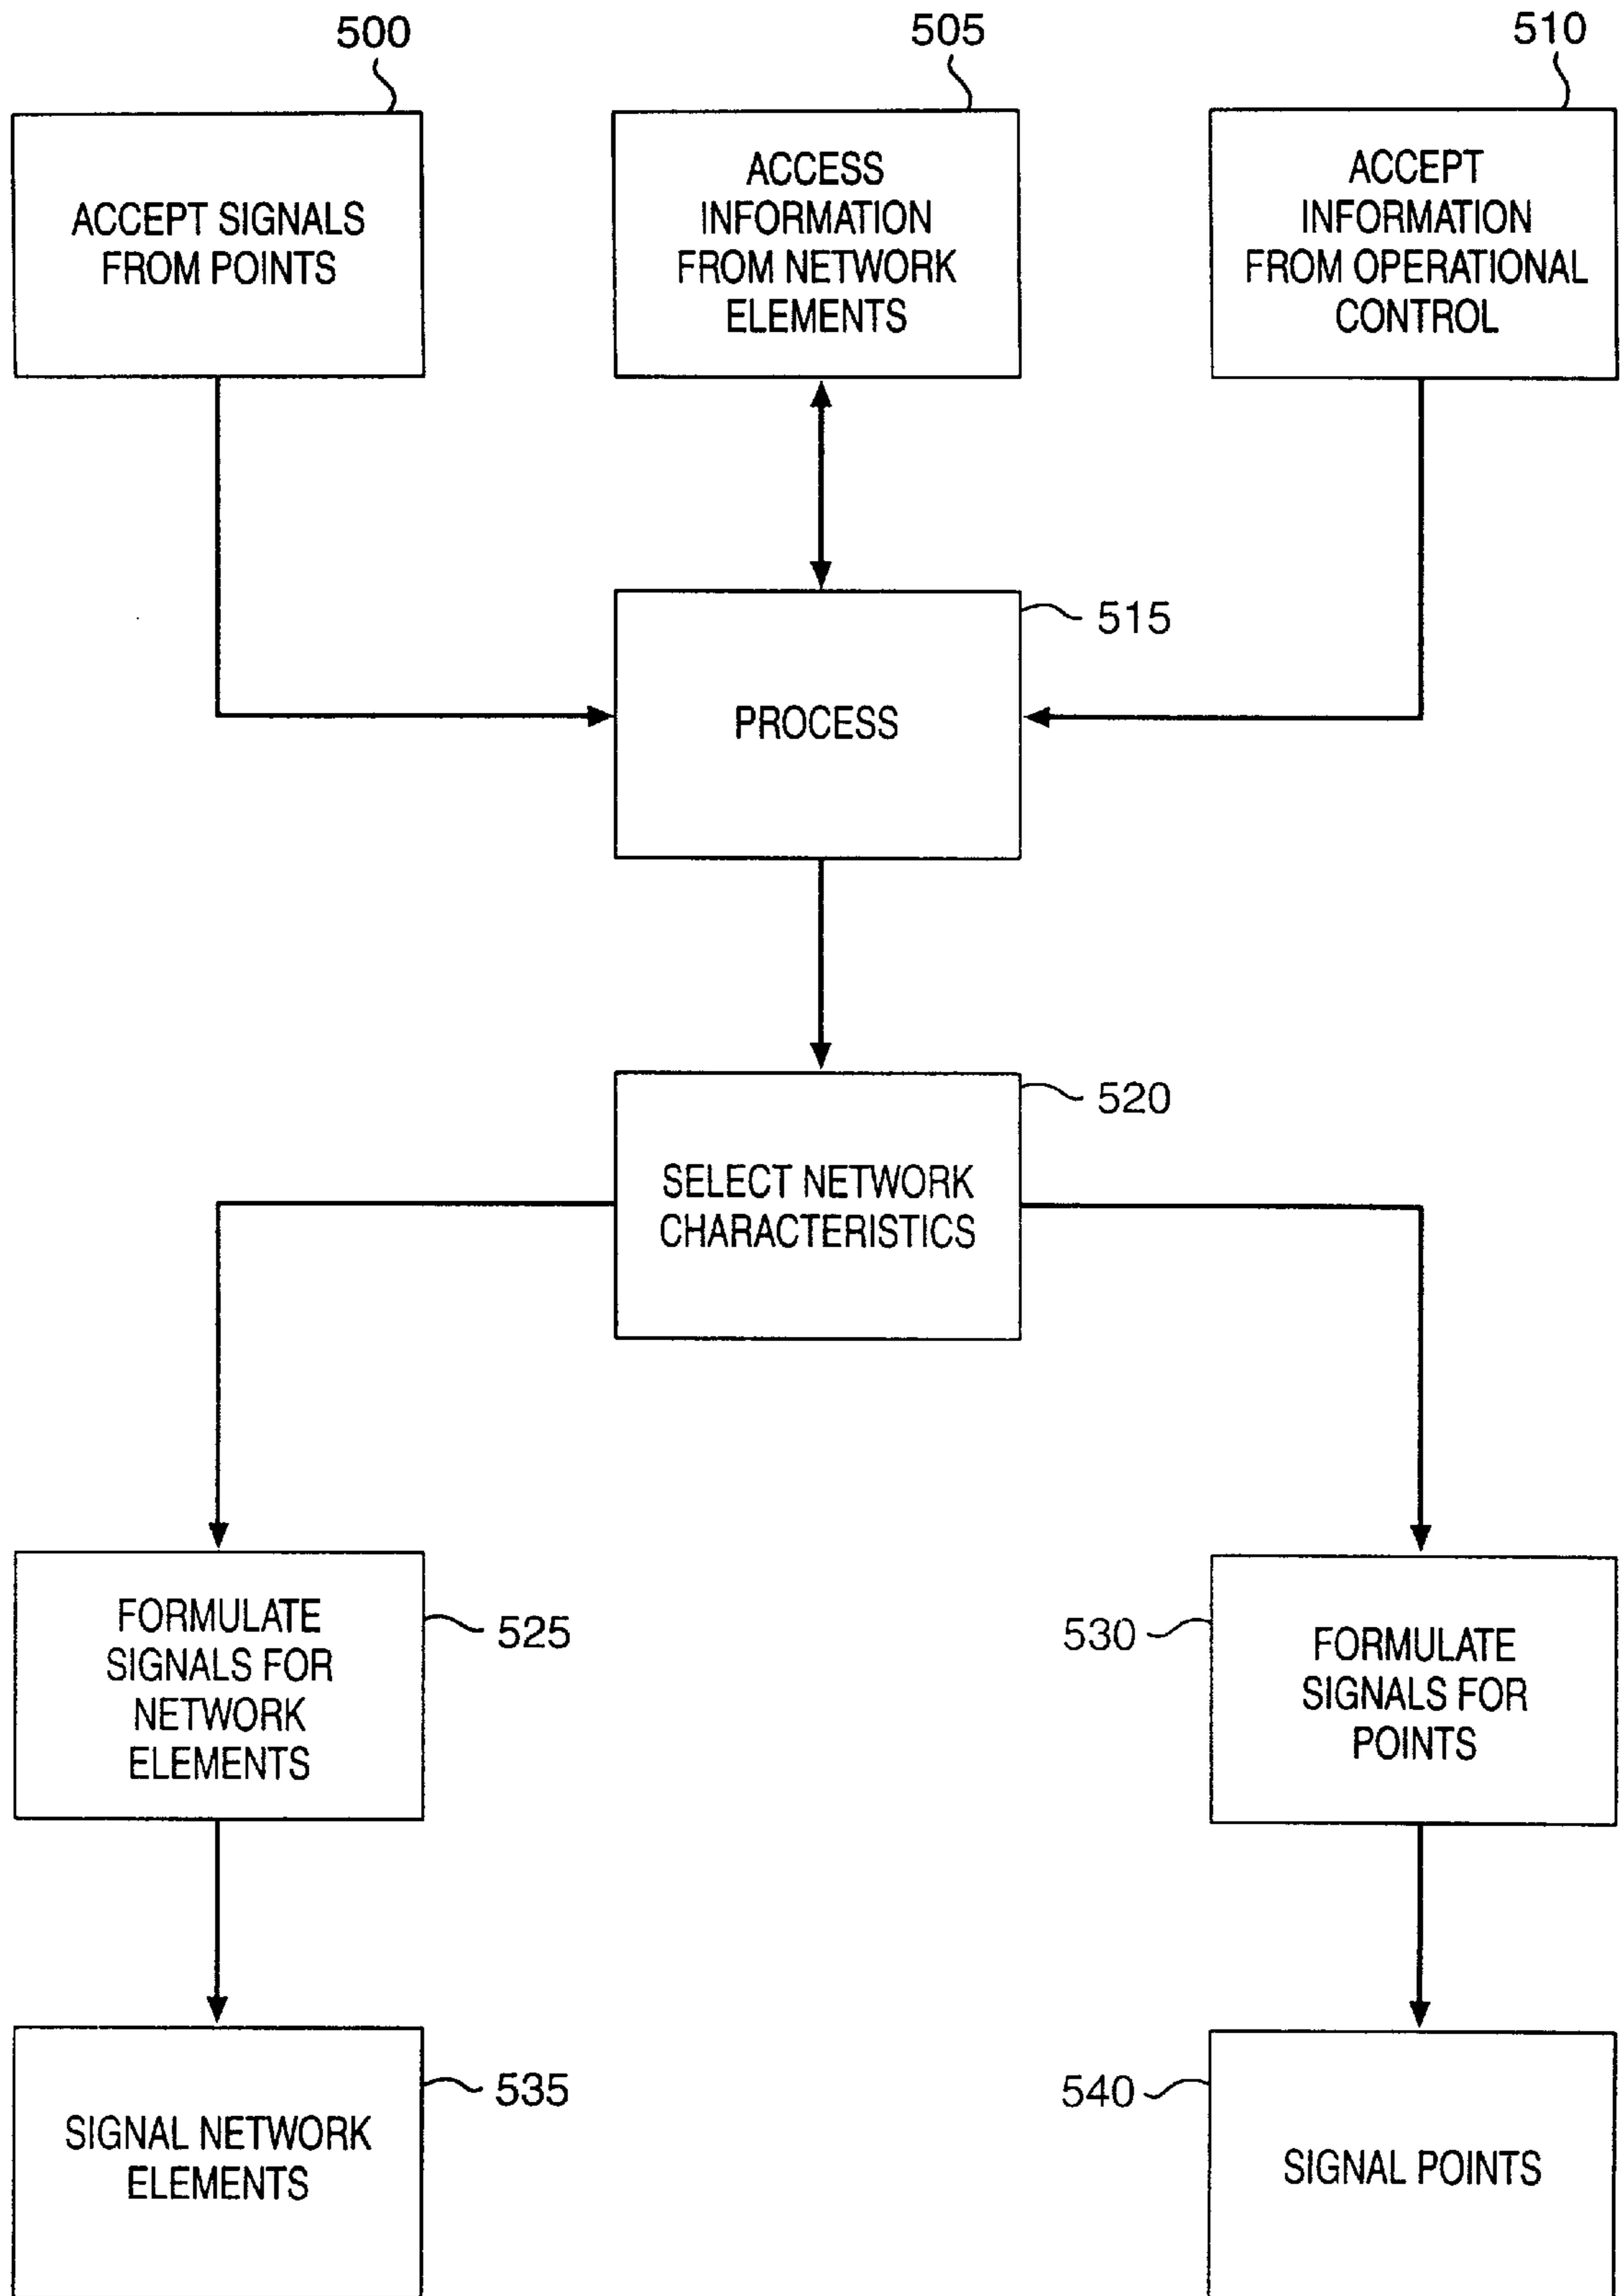 500
ACCEPT SIGNALS
FROM POINTS
505
ACCESS
INFORMATION
FROM NETWORK
ELEMENTS
510
ACCEPT
INFORMATION
FROM OPERATIONAL
CONTROL
515
PROCESS
520
SELECT NETWORK
CHARACTERISTICS
525
FORMULATE
SIGNALS FOR
NETWORK
ELEMENTS
530
FORMULATE
SIGNALS FOR
POINTS
535
SIGNAL NETWORK
ELEMENTS
540
SIGNAL POINTS